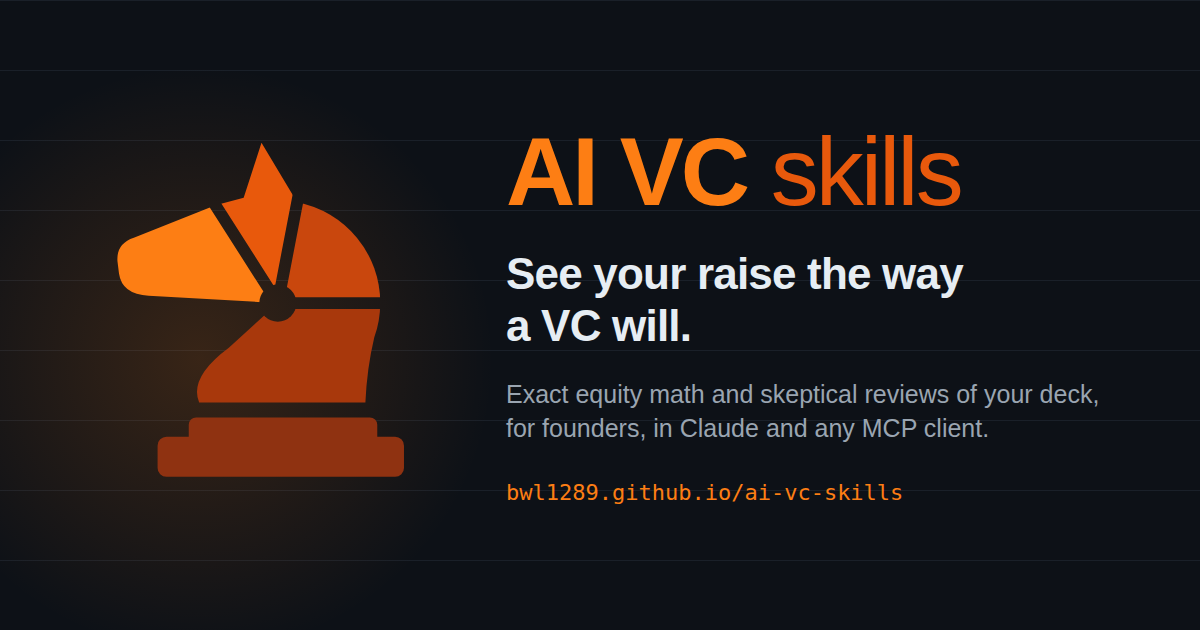 AI VC skills
See your raise the way
a VC will.
Exact equity math and skeptical reviews of your deck,
for founders, in Claude and any MCP client.
bwl1289.github.io/ai-vc-skills